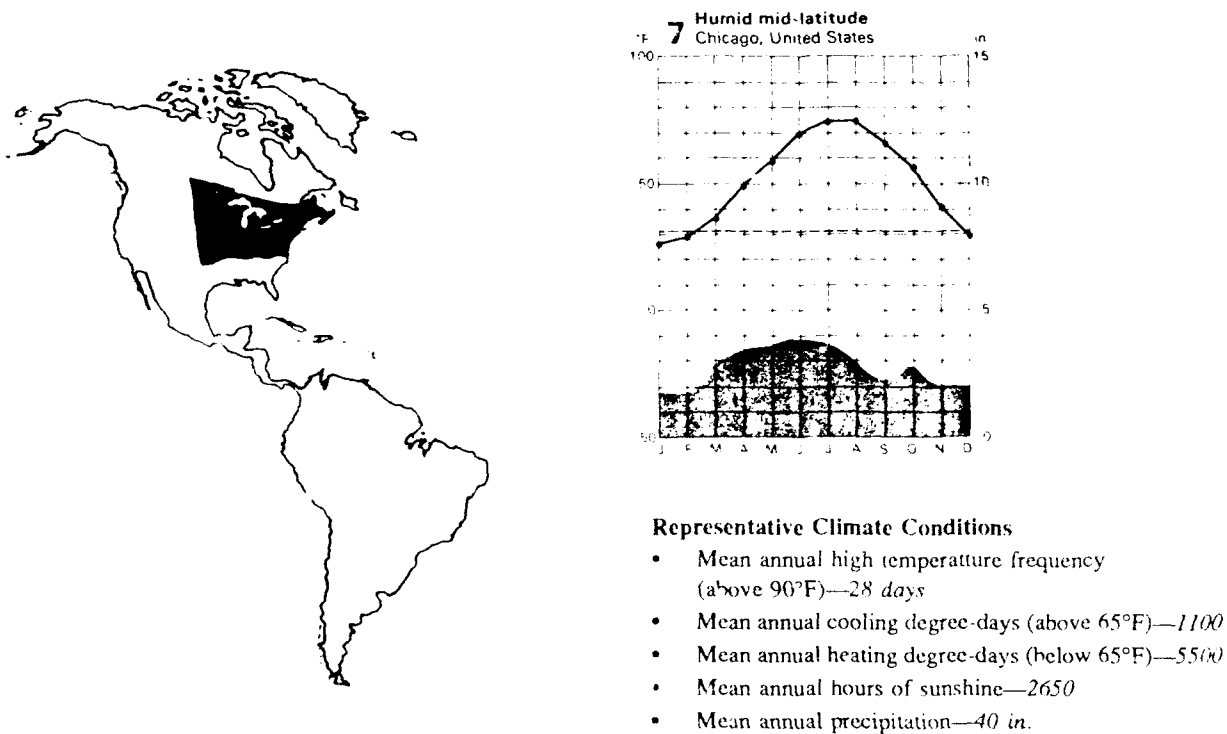 7 Humid mid-latitude
Chicago, United States
°F
in
100
15
50
10
0
5
50
0
J F M A M J J A S O N D
Representative Climate Conditions
• Mean annual high temperatture frequency
(above 90°F)—28 days
• Mean annual cooling degree-days (above 65°F)—1100
• Mean annual heating degree-days (below 65°F)—5500
• Mean annual hours of sunshine—2650
• Mean annual precipitation—40 in.